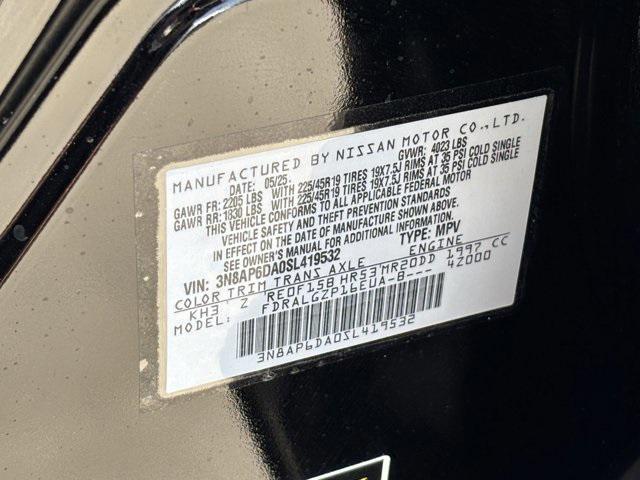 MANUFACTURED BY NISSAN MOTOR CO., LTD.
DATE: 05/25 GVWR: 4023 LBS
GAWR FR: 2205 LBS WITH 225/45R19 TIRES 19X7.5J RIMS AT 35 PSI COLD SINGLE
GAWR RR: 1830 LBS WITH 225/45R19 TIRES 19X7.5J RIMS AT 35 PSI COLD SINGLE
THIS VEHICLE CONFORMS TO ALL APPLICABLE FEDERAL MOTOR
VEHICLE SAFETY AND THEFT PREVENTION STANDARDS
IN EFFECT ON THE DATE OF MANUFACTURE SHOWN ABOVE.
SEE OWNER'S MANUAL FOR ADDITIONAL INFORMATION.
VIN: 3N8AP6DA0SL419532 TYPE: MPV
COLOR TRIM TRANS AXLE ENGINE
KH3 Z RE0F15B HR53 MR20DD 1997 CC
MODEL: FDRALGZP16EUA-B--- 42000
3N8AP6DA0SL419532